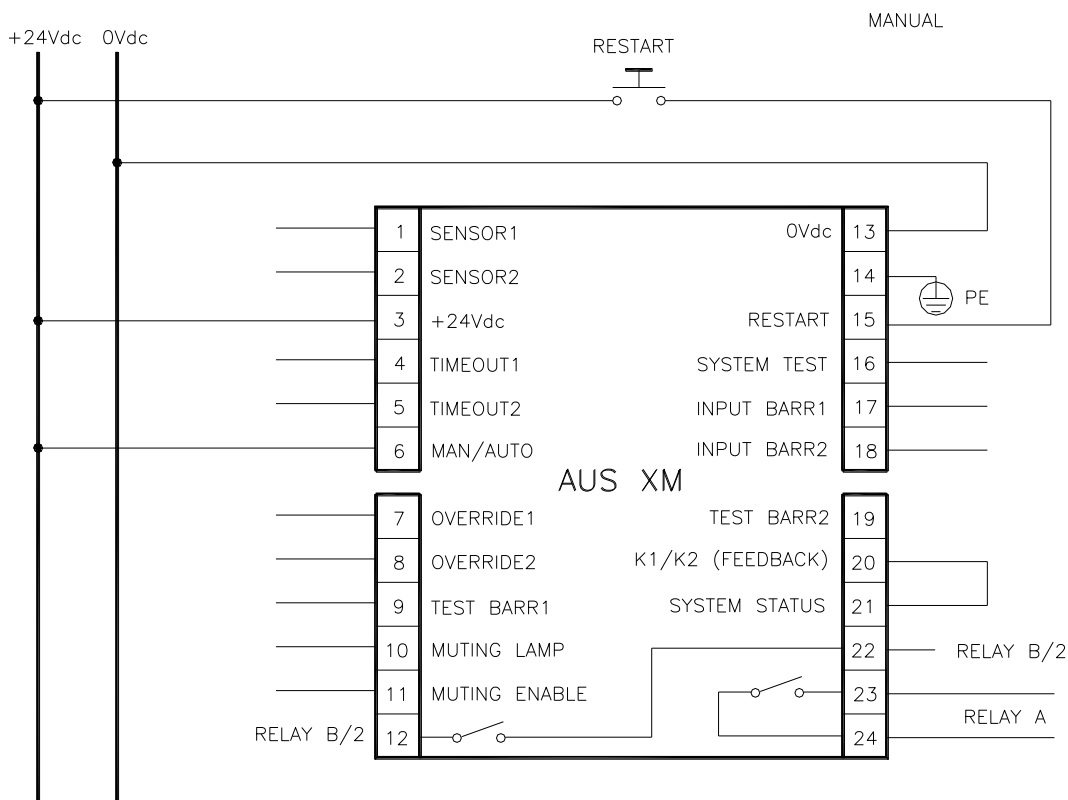 MANUAL
+24Vdc 0Vdc
RESTART
1 SENSOR1 0Vdc 13
2 SENSOR2 14 PE
3 +24Vdc RESTART 15
4 TIMEOUT1 SYSTEM TEST 16
5 TIMEOUT2 INPUT BARR1 17
6 MAN/AUTO INPUT BARR2 18
AUS XM
7 OVERRIDE1 TEST BARR2 19
8 OVERRIDE2 K1/K2 (FEEDBACK) 20
9 TEST BARR1 SYSTEM STATUS 21
10 MUTING LAMP 22 RELAY B/2
11 MUTING ENABLE 23
RELAY A
RELAY B/2 12 24